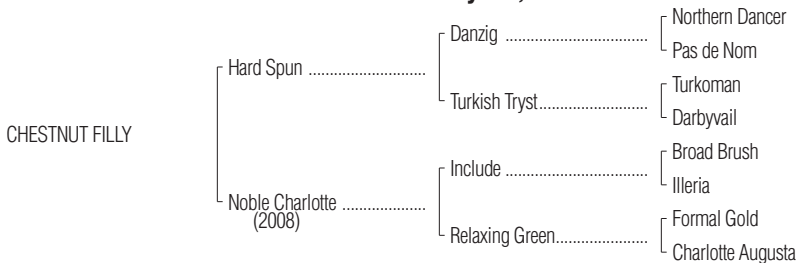 Northern Dancer
Danzig ..........................................
Pas de Nom
Hard Spun ............................
Turkoman
Turkish Tryst................................
Darbyvail
CHESTNUT FILLY
Broad Brush
Include ..........................................
Illeria
Noble Charlotte ....................
(2008)
Formal Gold
Relaxing Green...........................
Charlotte Augusta